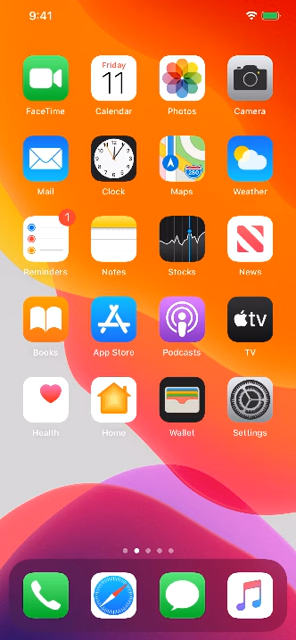 9:41
Friday
11
FaceTime
Calendar
Photos
Camera
280
Mail
Clock
Maps
Weather
1
tv
Reminders
Notes
Stocks
News
Books
App Store
Podcasts
TV
Health
Home
Wallet
Settings